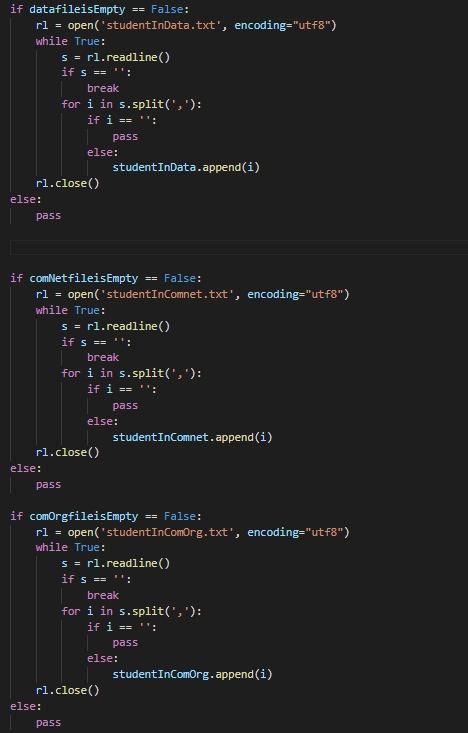 if datafileisEmpty == False:
    rl = open('studentInData.txt', encoding="utf8")
    while True:
        s = rl.readline()
        if s == '':
            break
        for i in s.split(','):
            if i == '':
                pass
            else:
                studentInData.append(i)
    rl.close()
else:
    pass
if comNetfileisEmpty == False:
    rl = open('studentInComnet.txt', encoding="utf8")
    while True:
        s = rl.readline()
        if s == '':
            break
        for i in s.split(','):
            if i == '':
                pass
            else:
                studentInComnet.append(i)
    rl.close()
else:
    pass
if comOrgfileisEmpty == False:
    rl = open('studentInComOrg.txt', encoding="utf8")
    while True:
        s = rl.readline()
        if s == '':
            break
        for i in s.split(','):
            if i == '':
                pass
            else:
                studentInComOrg.append(i)
    rl.close()
else:
    pass